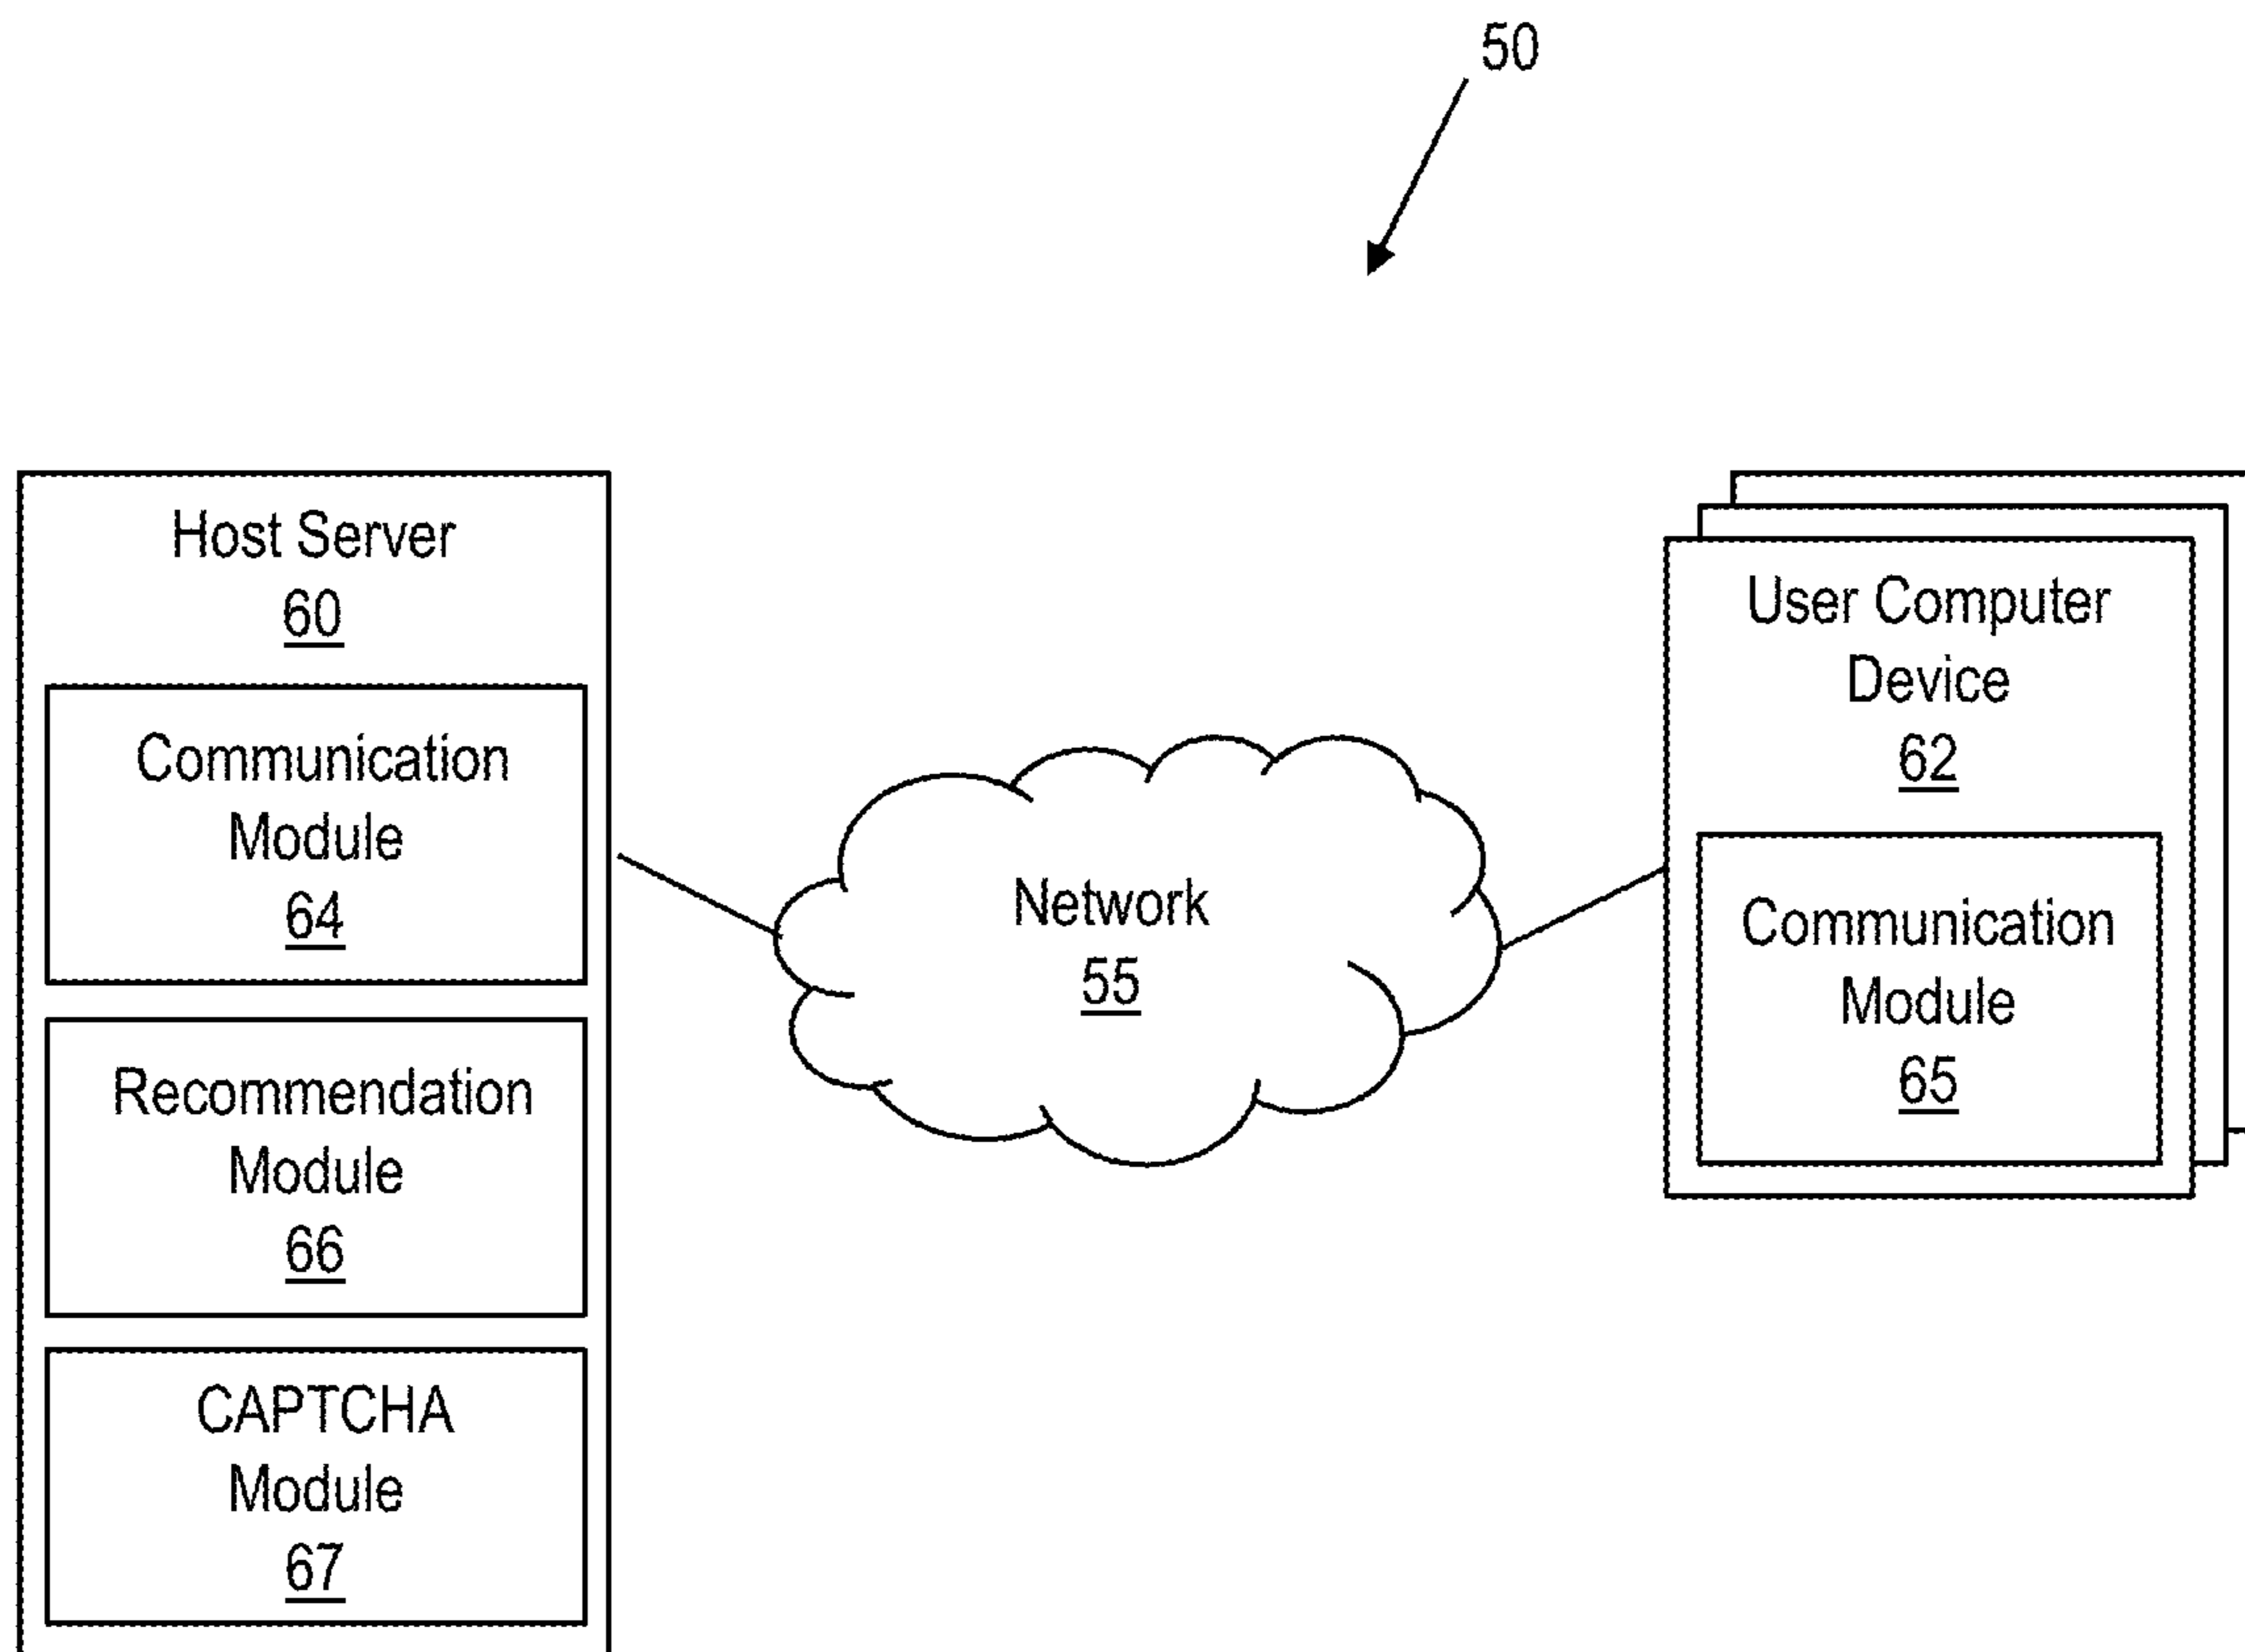 50
Host Server
60
Communication
Module
64
Recommendation
Module
66
CAPTCHA
Module
67
Network
55
User Computer
Device
62
Communication
Module
65